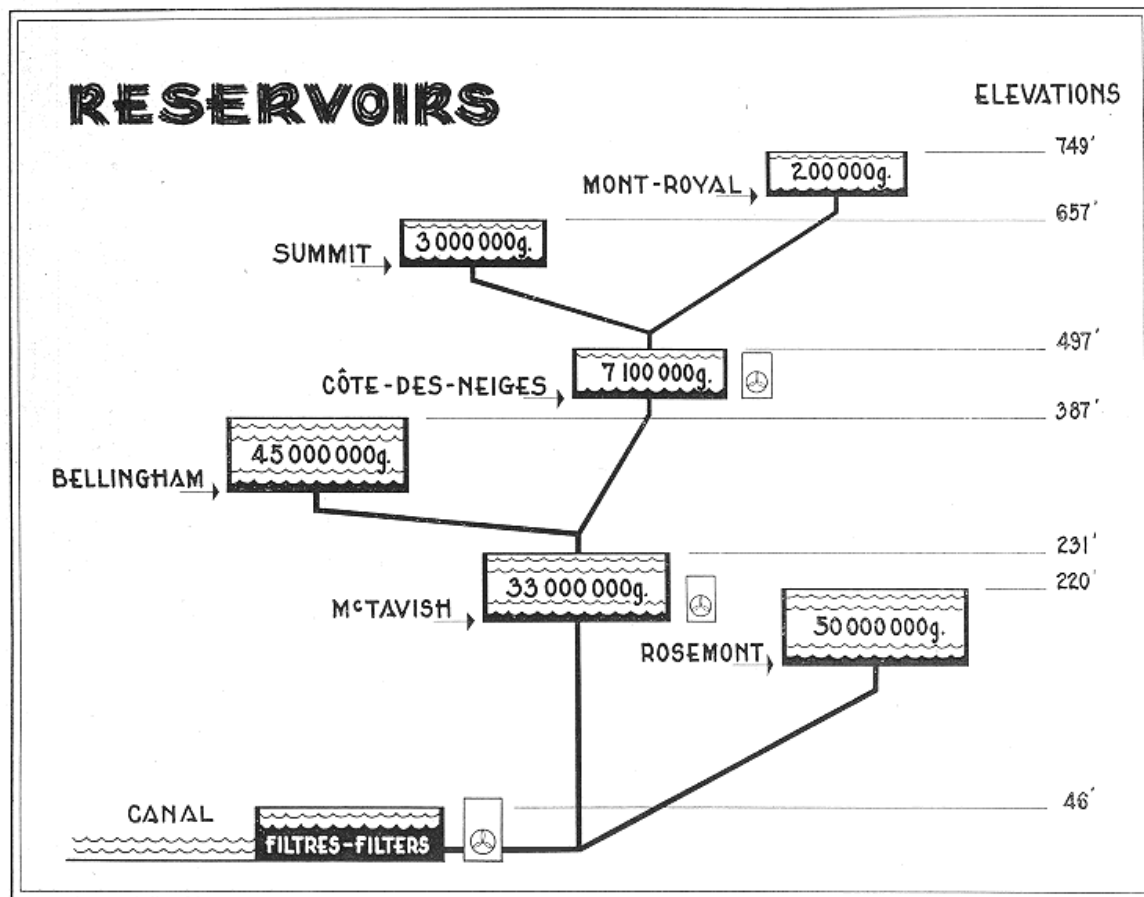 RESERVOIRS
ELEVATIONS
749'
200 000g.
MONT-ROYAL
657'
3 000 000g.
SUMMIT
497'
7 100 000g.
CÔTE-DES-NEIGES
387'
45 000 000g.
BELLINGHAM
231'
33 000 000g.
220'
McTAVISH
50 000 000g.
ROSEMONT
46'
CANAL
FILTRES-FILTERS